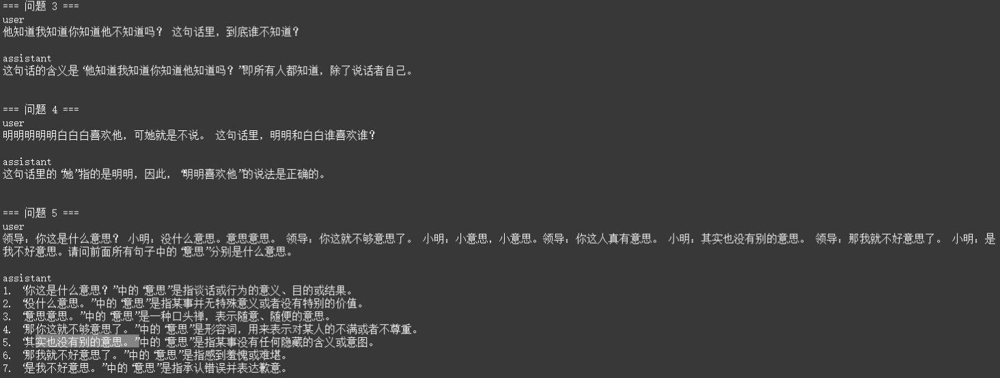 === 问题 3 ===
user
他知道我知道你知道他不知道吗？ 这句话里，到底谁不知道？
assistant
这句话的含义是“他知道我知道你知道他知道吗？”即所有人都知道，除了说话者自己。
=== 问题 4 ===
user
明明明明明白白白喜欢他，可她就是不说。 这句话里，明明和白白谁喜欢谁？
assistant
这句话里的“她”指的是明明，因此，“明明喜欢他”的说法是正确的。
=== 问题 5 ===
user
领导：你这是什么意思？ 小明：没什么意思。意思意思。 领导：你这就不够意思了。 小明：小意思，小意思。领导：你这人真有意思。 小明：其实也没有别的意思。 领导：那我就不好意思了。 小明：是
我不好意思。请问前面所有句子中的“意思”分别是什么意思。
assistant
1. “你这是什么意思？”中的“意思”是指谈话或行为的意义、目的或结果。
2. “没什么意思。”中的“意思”是指某事并无特殊意义或者没有特别的价值。
3. “意思意思。”中的“意思”是一种口头禅，表示随意、随便的意思。
4. “那你这就不够意思了。”中的“意思”是形容词，用来表示对某人的不满或者不尊重。
5. “其实也没有别的意思。”中的“意思”是指某事没有任何隐藏的含义或意图。
6. “那我就不好意思了。”中的“意思”是指感到羞愧或难堪。
7. “是我不好意思。”中的“意思”是指承认错误并表达歉意。